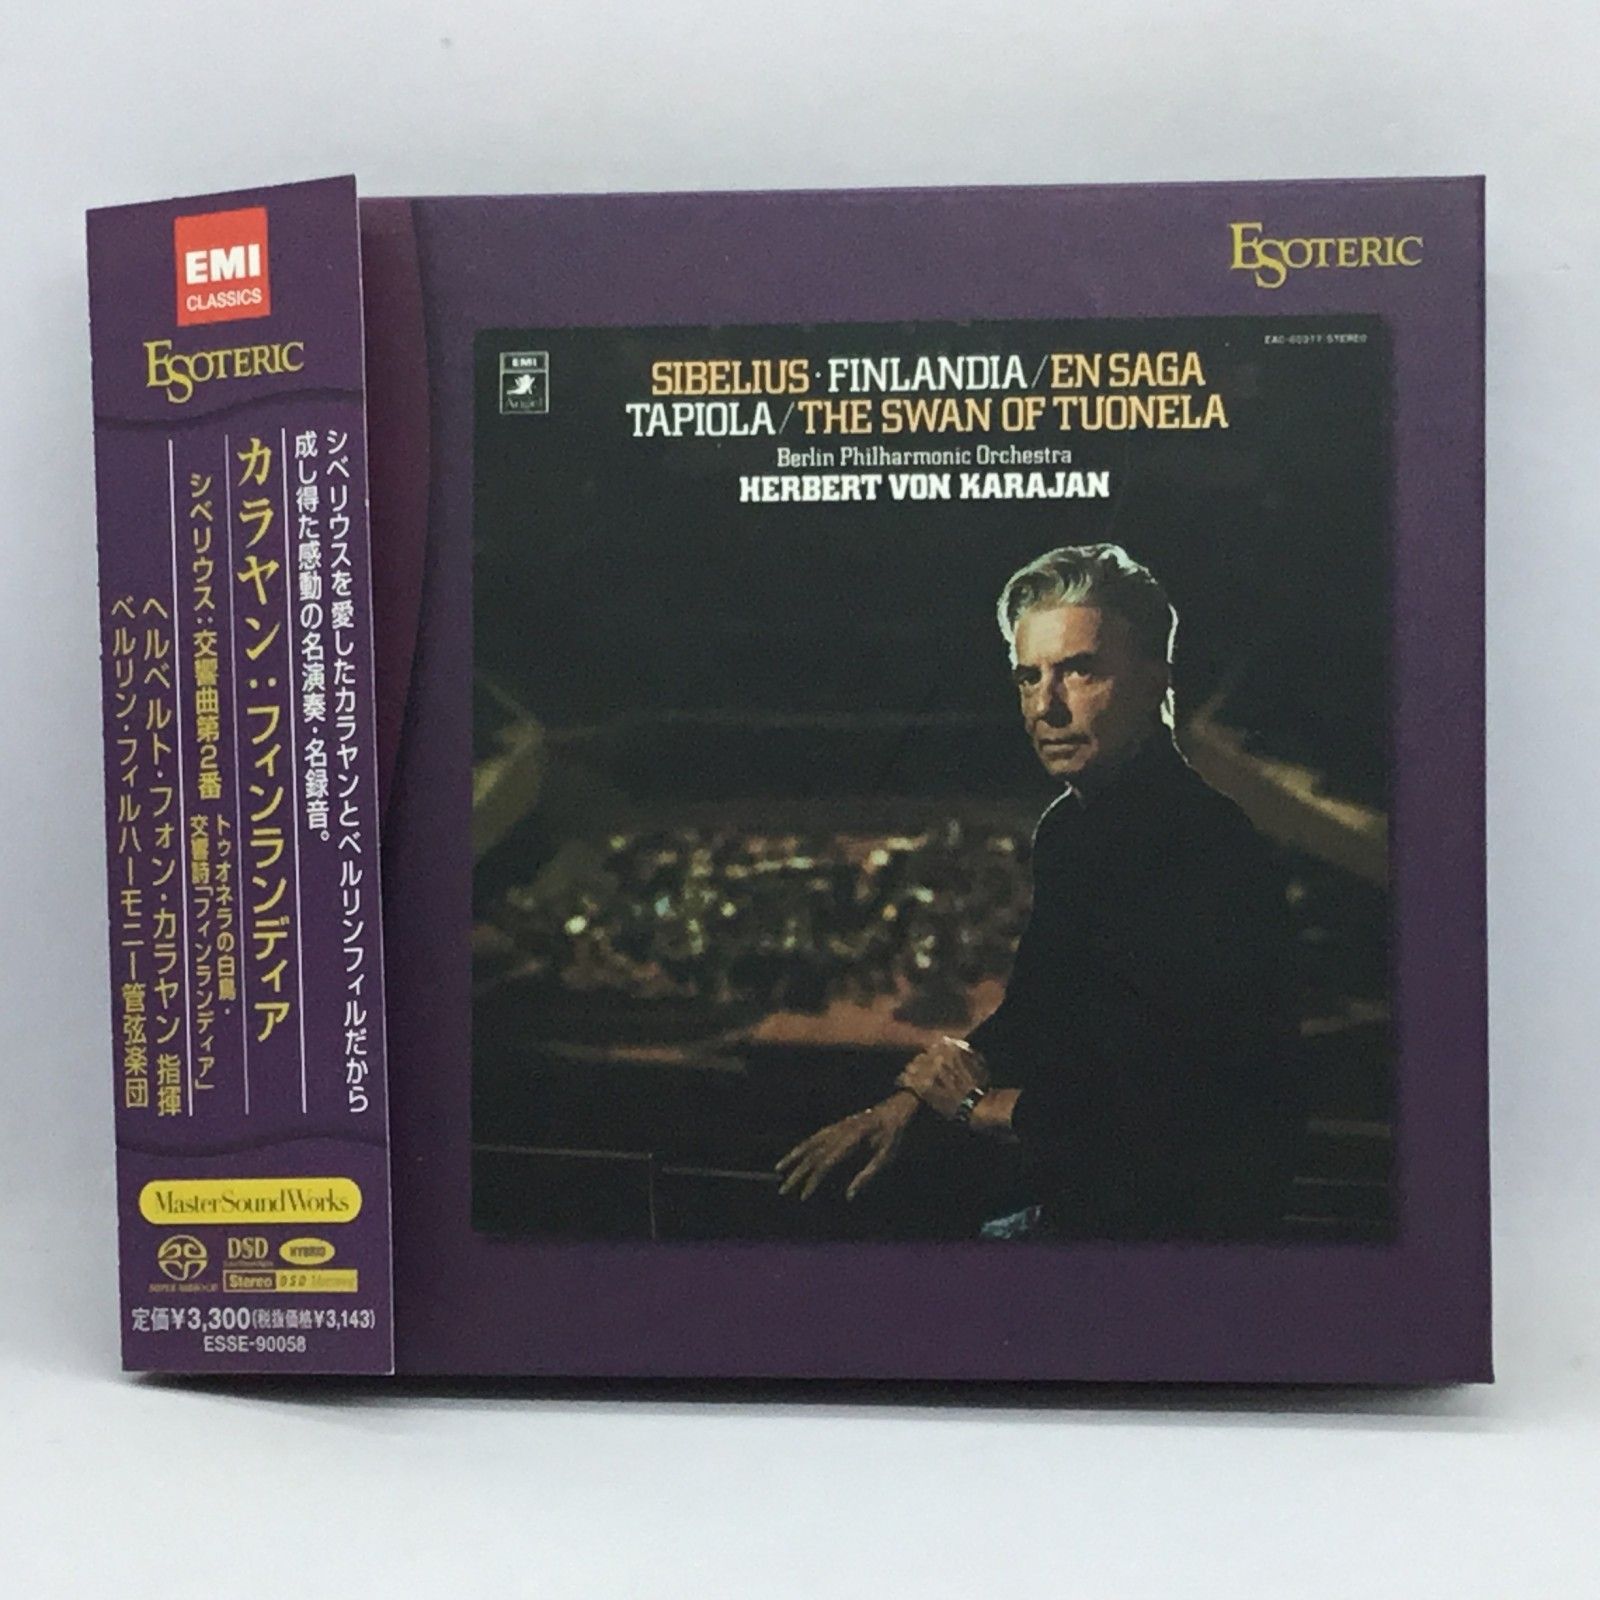 EMI
CLASSICS
ESOTERIC
シベリウスを愛したカラヤンとベルリンフィルだから
成し得た感動の名演奏・名録音。
カラヤン：フィンランディア
シベリウス：交響曲第2番
トゥオネラの白鳥・
交響詩「フィンランディア」
ヘルベルト・フォン・カラヤン 指揮
ベルリン・フィルハーモニー管弦楽団
MasterSoundWorks
DSD
HYBRID
Stereo
DSD
定価¥3,300(税抜価格¥3,143)
ESSE-90058
ESOTERIC
EMI
Angel
STEREO
SIBELIUS·FINLANDIA/EN SAGA
TAPIOLA/THE SWAN OF TUONELA
Berlin Philharmonic Orchestra
HERBERT VON KARAJAN